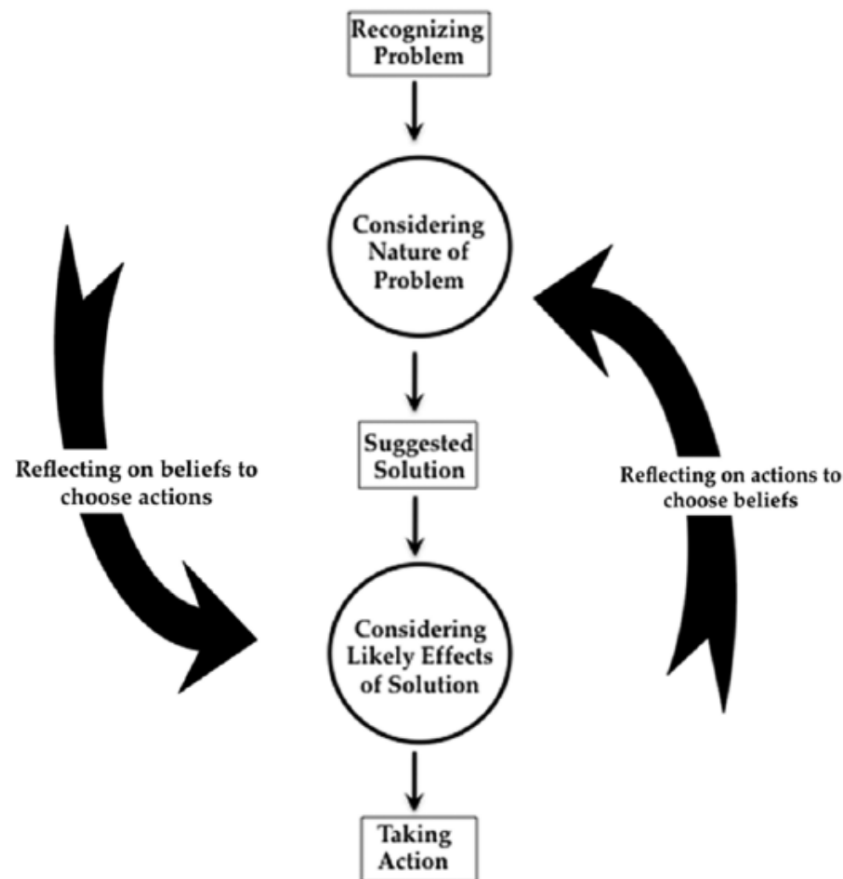 Recognizing
Problem
Considering
Nature of
Problem
Suggested
Solution
Reflecting on beliefs to
choose actions
Reflecting on actions to
choose beliefs
Considering
Likely Effects
of Solution
Taking
Action